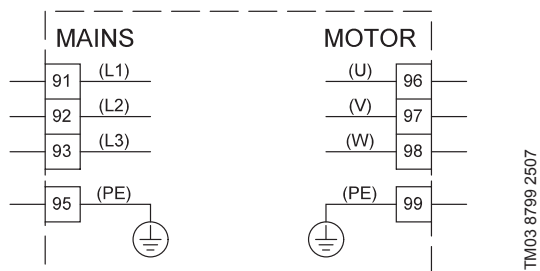 MAINS MOTOR
91 (L1) (U) 96
92 (L2) (V) 97
93 (L3) (W) 98
95 (PE) (PE) 99
TM03 8799 2507